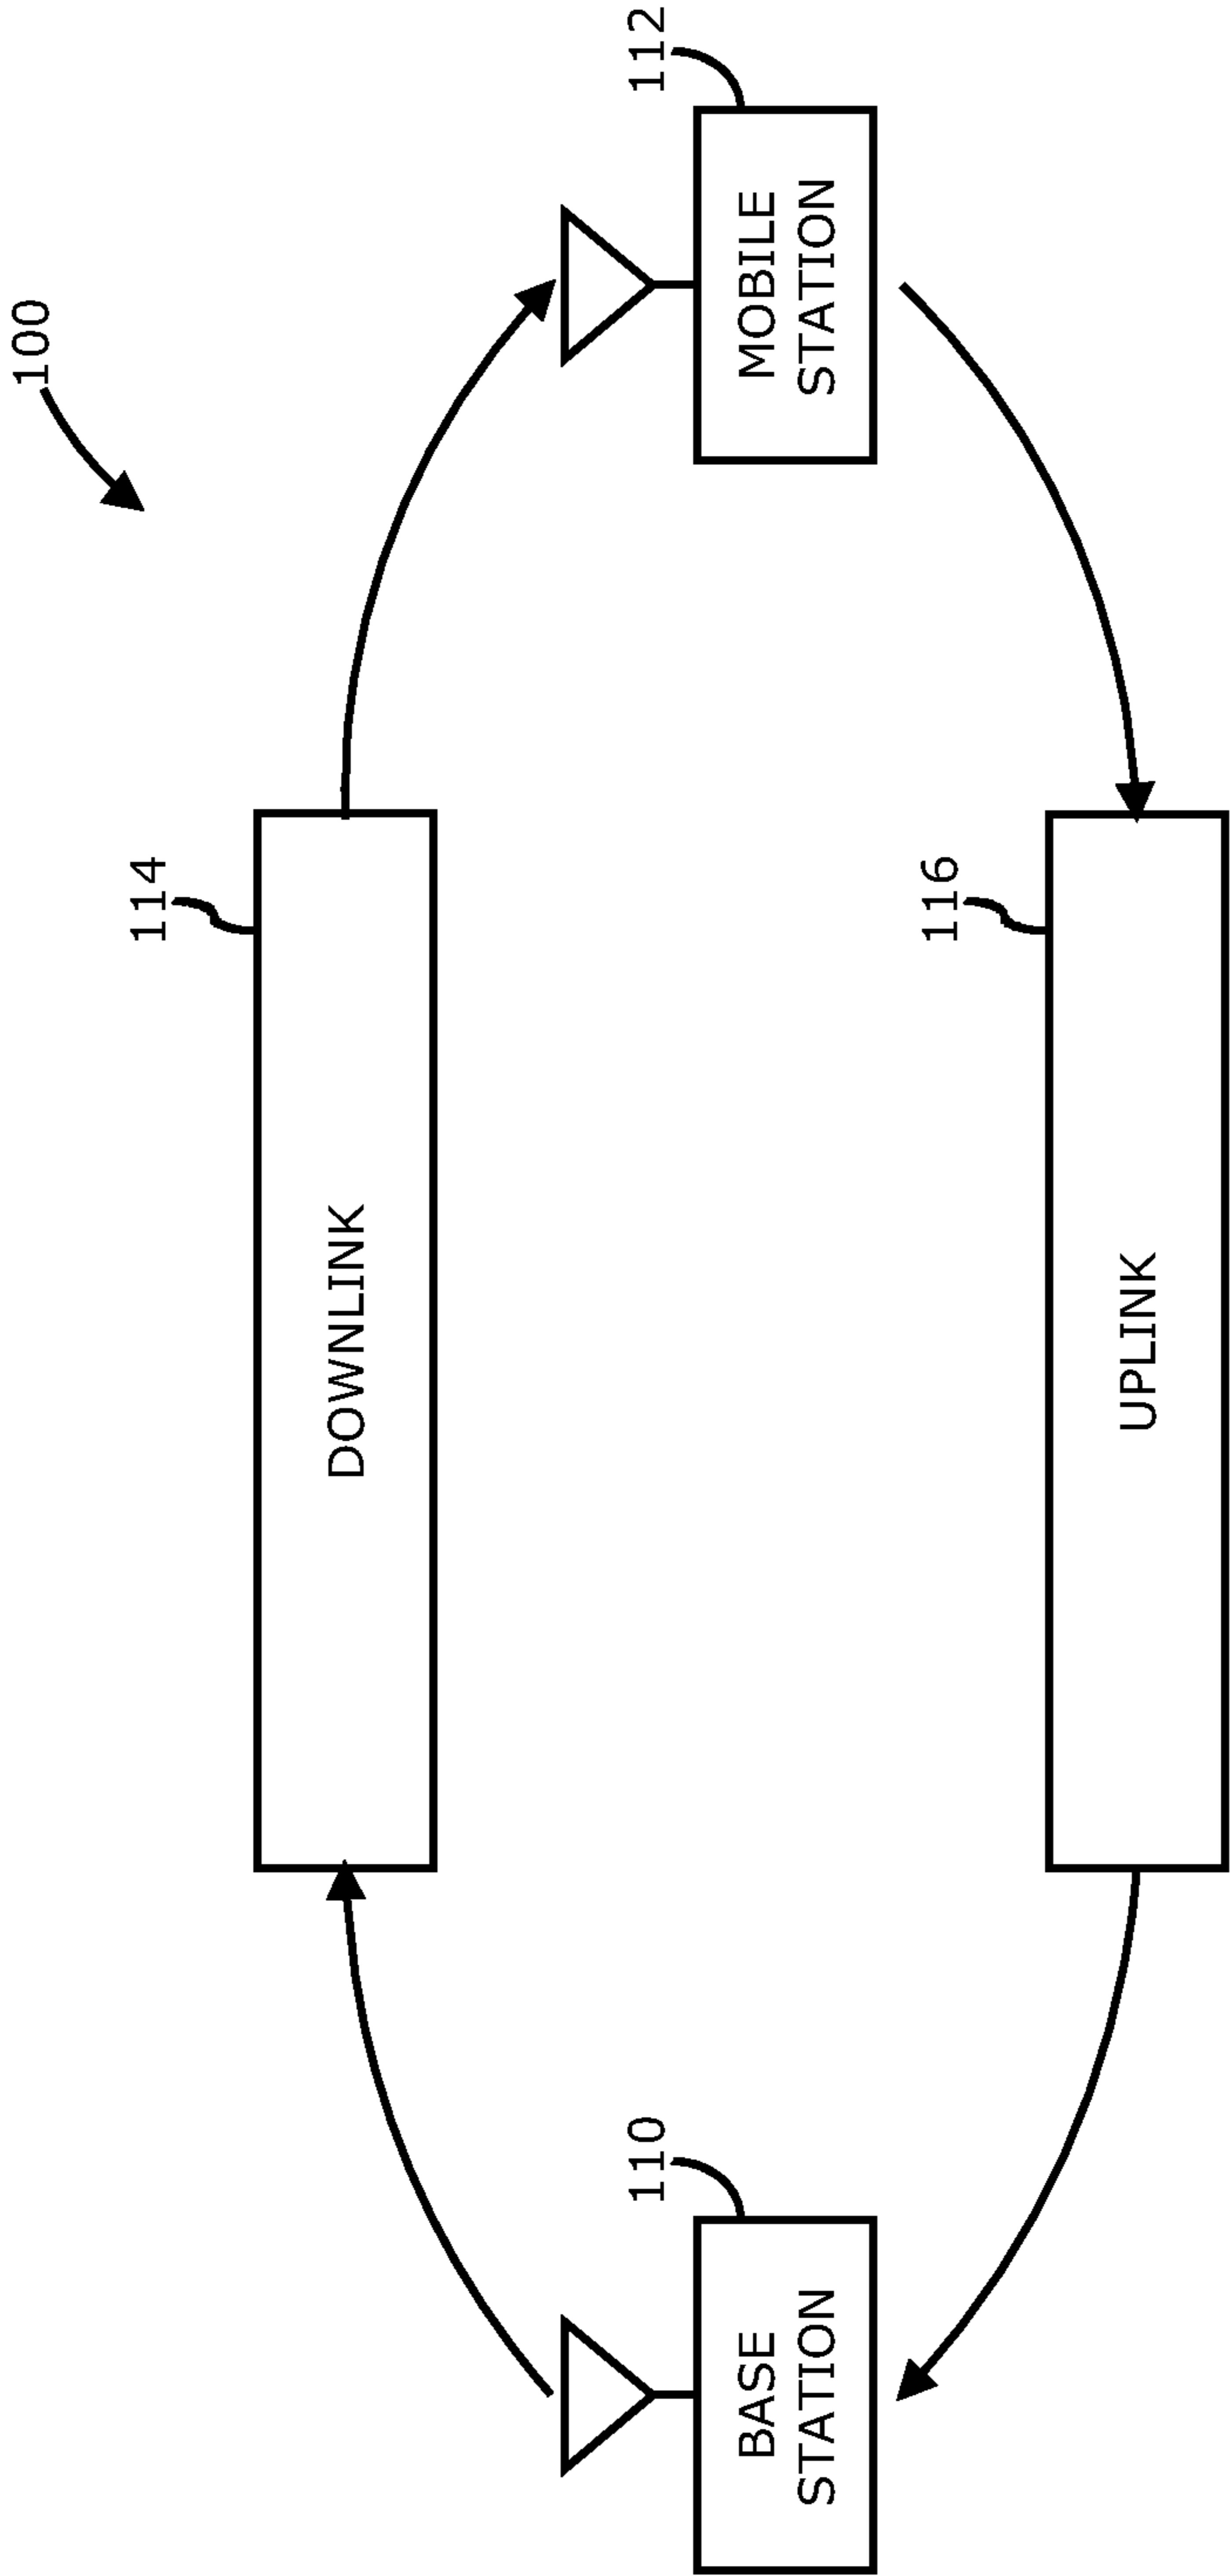 100
114
DOWNLINK
110
BASE
STATION
112
MOBILE
STATION
116
UPLINK